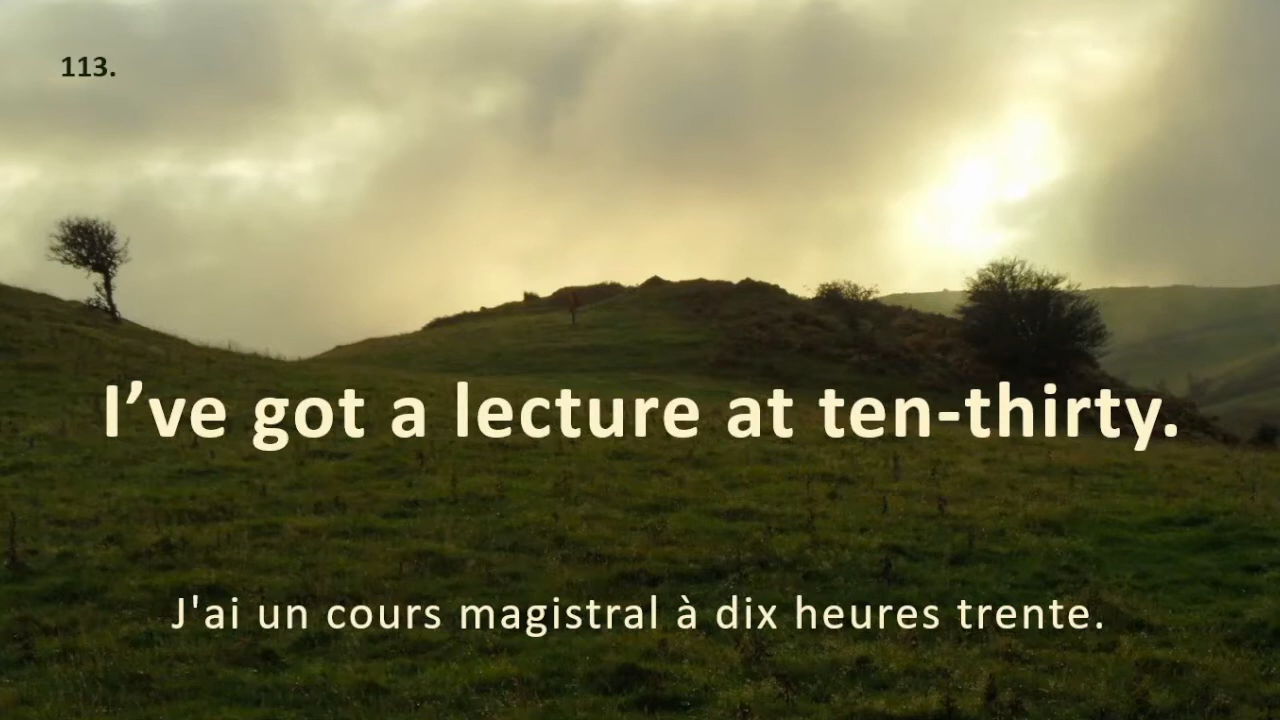 113.
I’ve got a lecture at ten-thirty.
J'ai un cours magistral à dix heures trente.